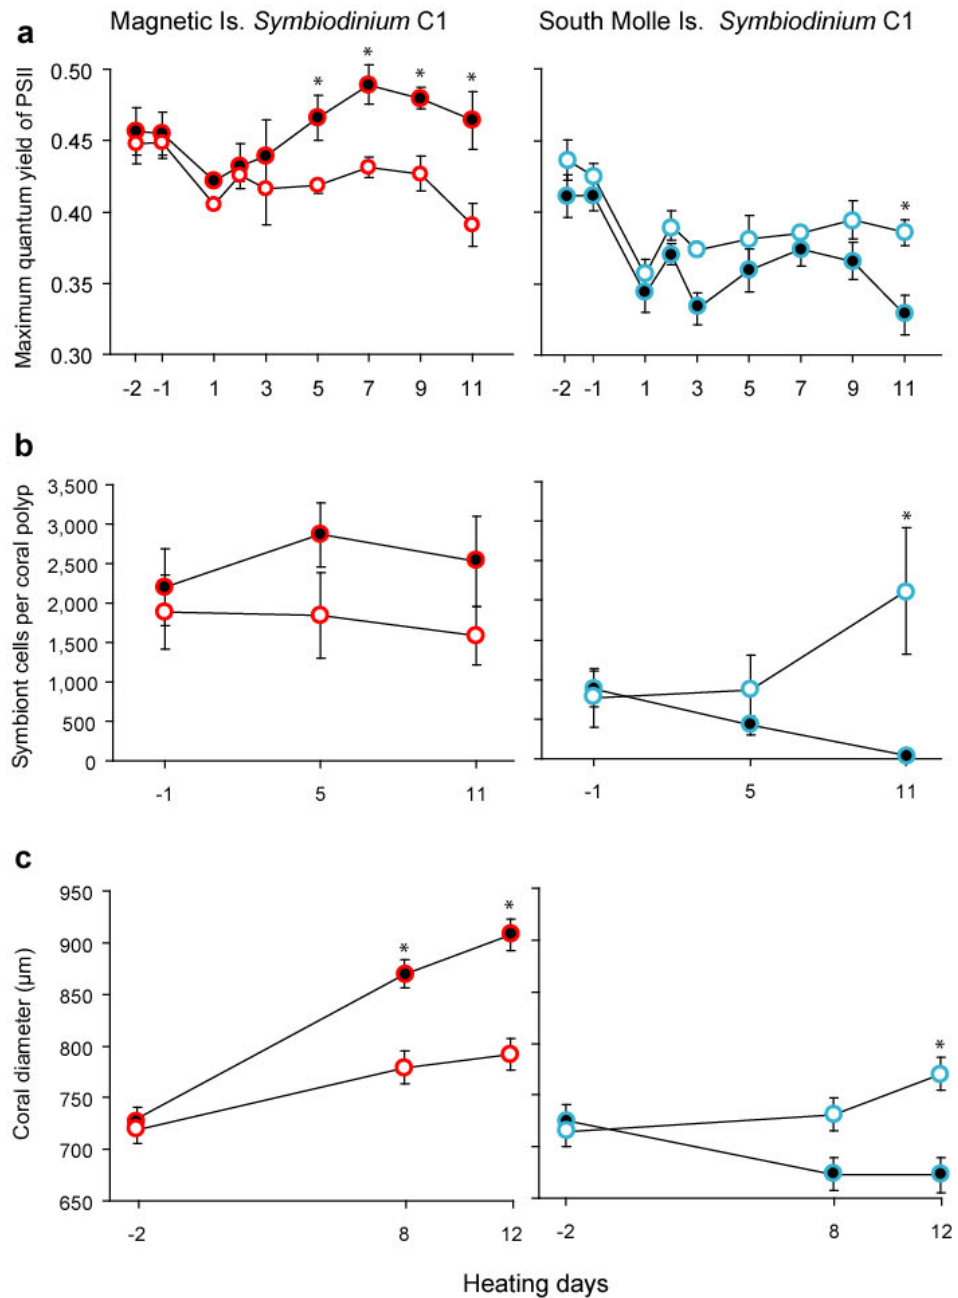 a
Magnetic Is. Symbiodinium C1
South Molle Is. Symbiodinium C1
Maximum quantum yield of PSII
0.50
0.45
0.40
0.35
0.30
* * * *
*
-2 -1 1 3 5 7 9 11
-2 -1 1 3 5 7 9 11
b
Symbiont cells per coral polyp
3,500
3,000
2,500
2,000
1,500
1,000
500
0
*
-1 5 11
-1 5 11
c
Coral diameter (µm)
950
900
850
800
750
700
650
* *
*
-2 8 12
-2 8 12
Heating days